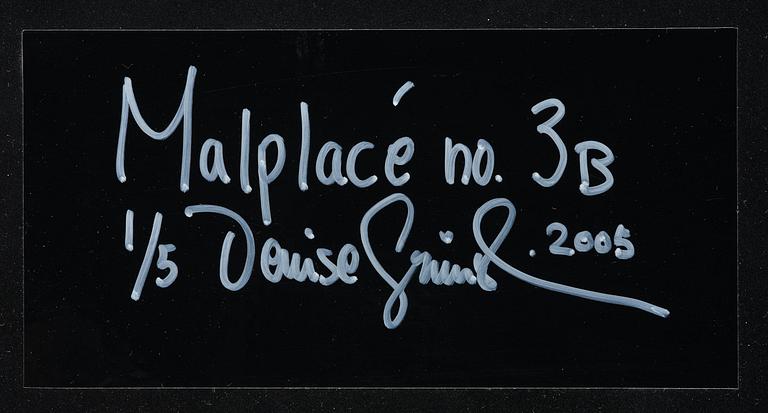 Malplacé no. 3B
1/5 Denise Grünstein . 2005